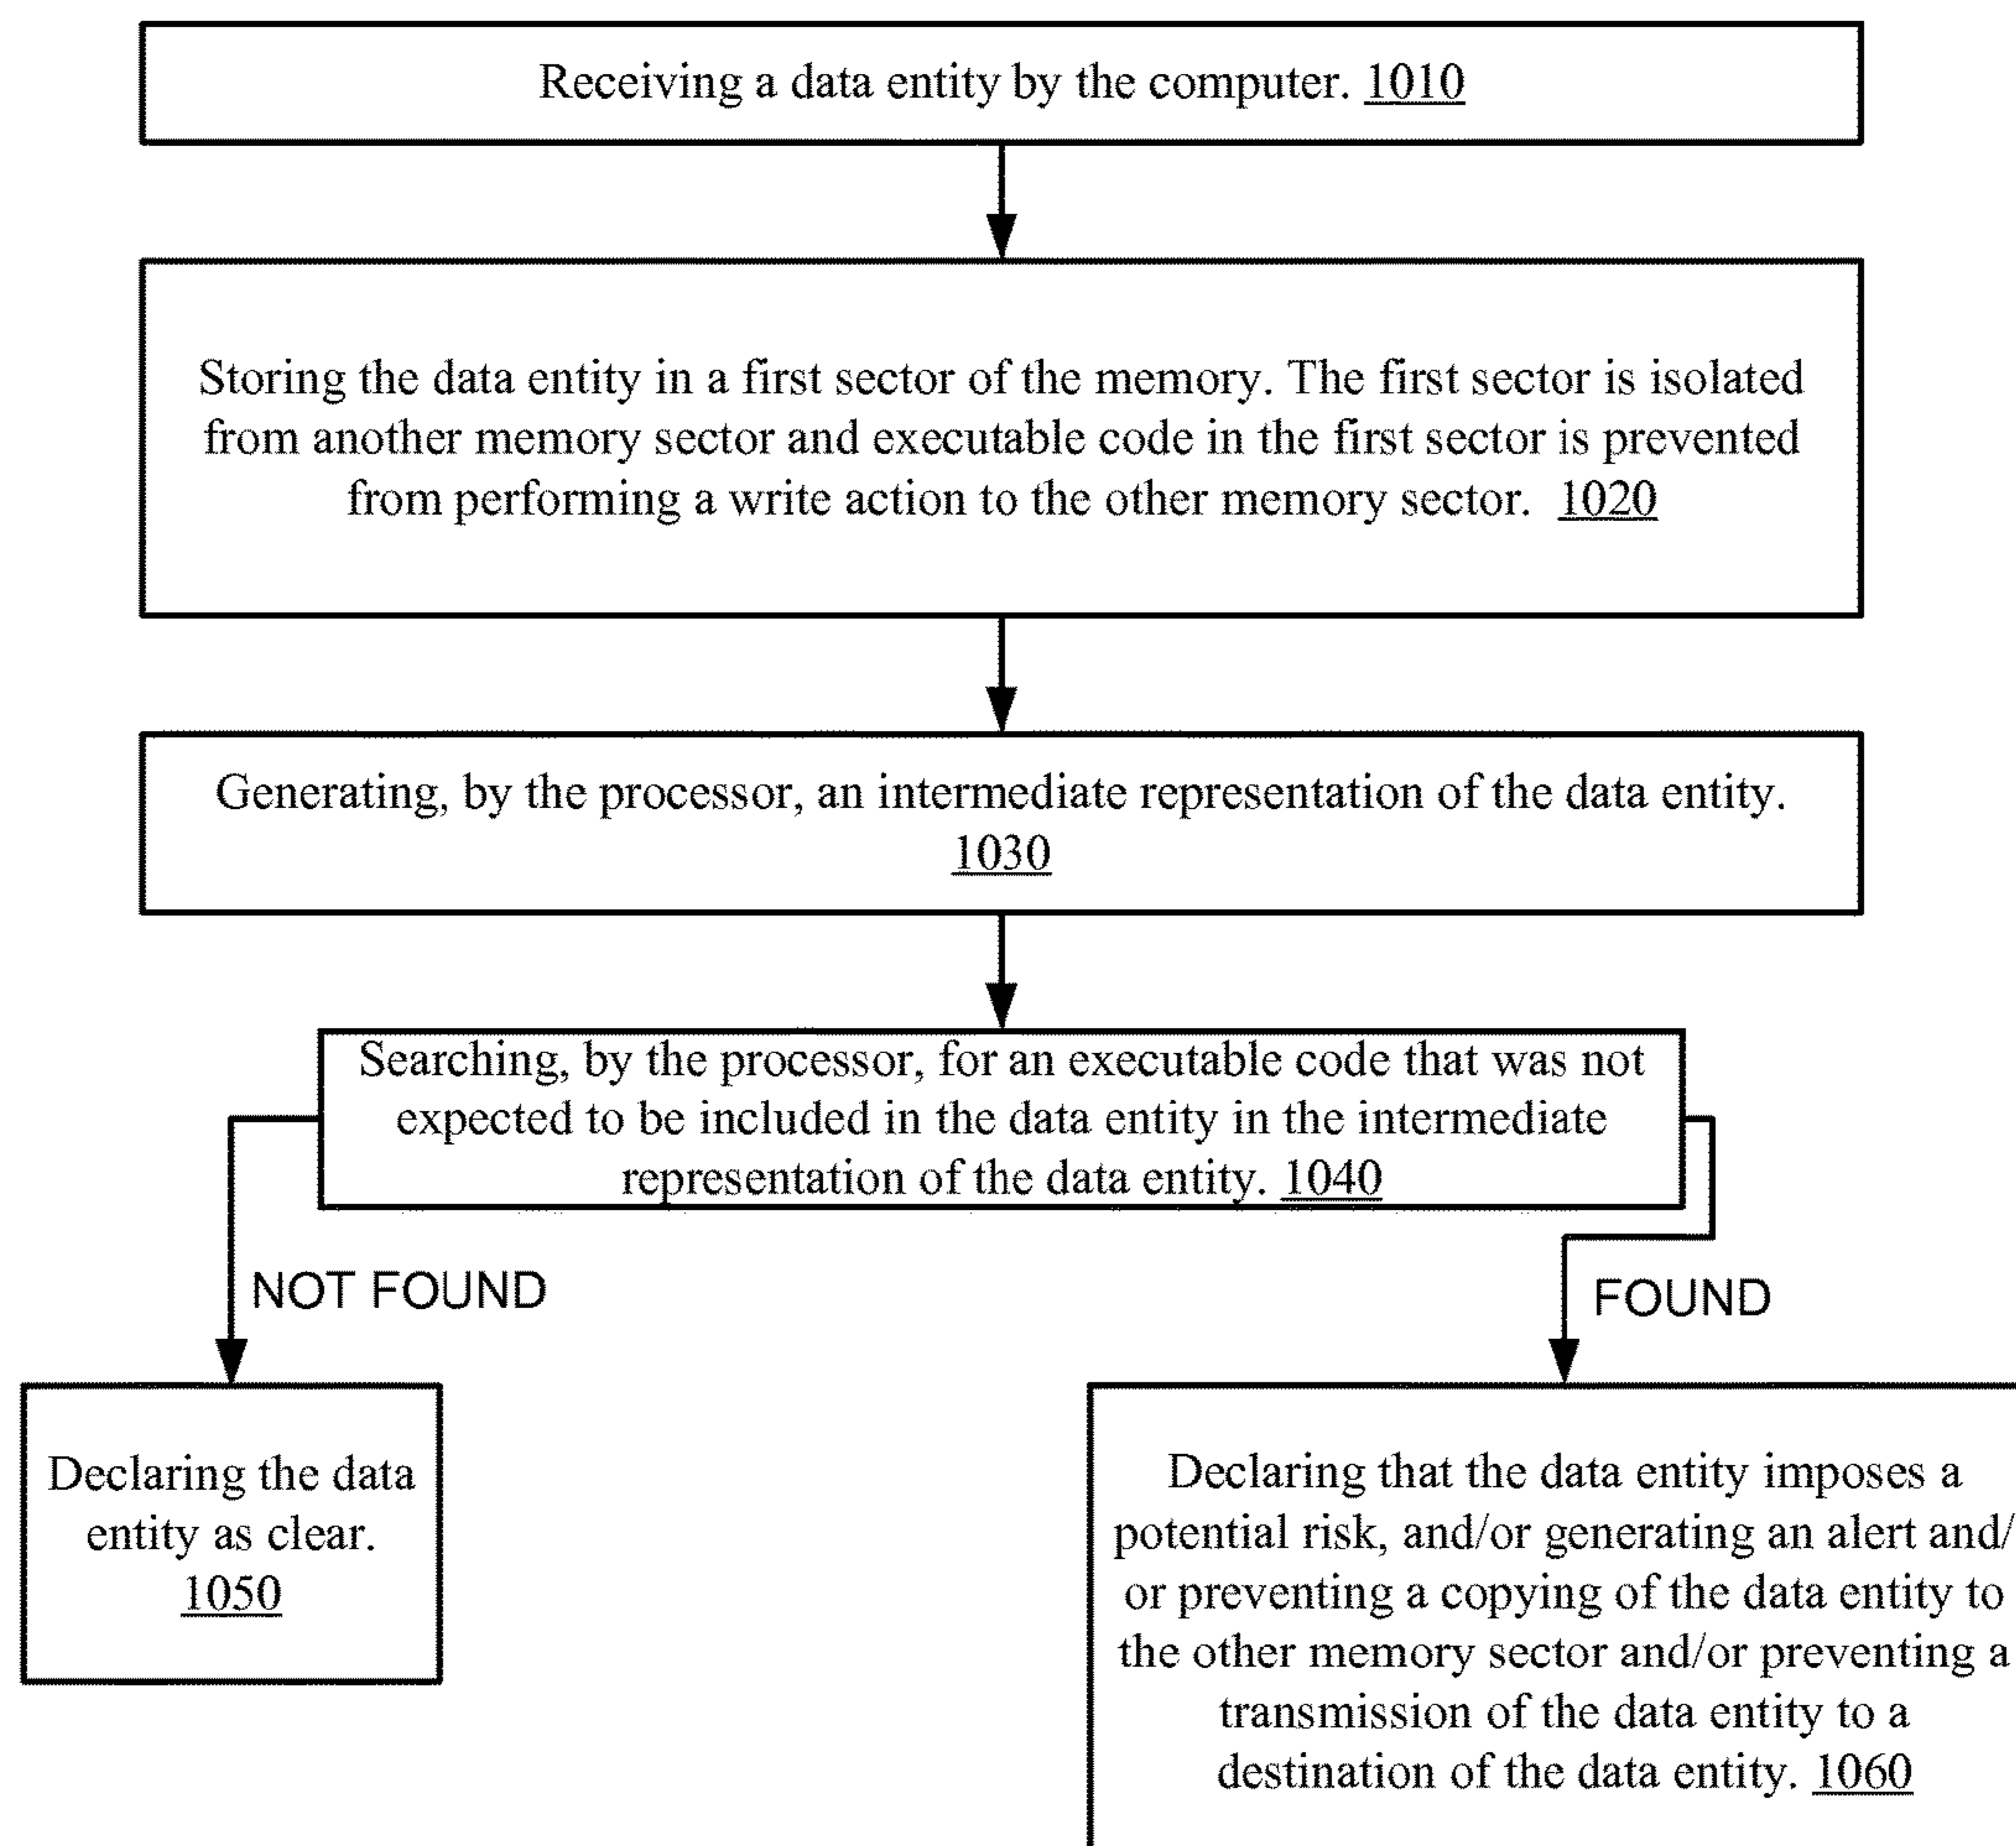 Receiving a data entity by the computer. 1010
Storing the data entity in a first sector of the memory. The first sector is isolated
from another memory sector and executable code in the first sector is prevented
from performing a write action to the other memory sector. 1020
Generating, by the processor, an intermediate representation of the data entity.
1030
Searching, by the processor, for an executable code that was not
expected to be included in the data entity in the intermediate
representation of the data entity. 1040
NOT FOUND
FOUND
Declaring the data
entity as clear.
1050
Declaring that the data entity imposes a
potential risk, and/or generating an alert and/
or preventing a copying of the data entity to
the other memory sector and/or preventing a
transmission of the data entity to a
destination of the data entity. 1060